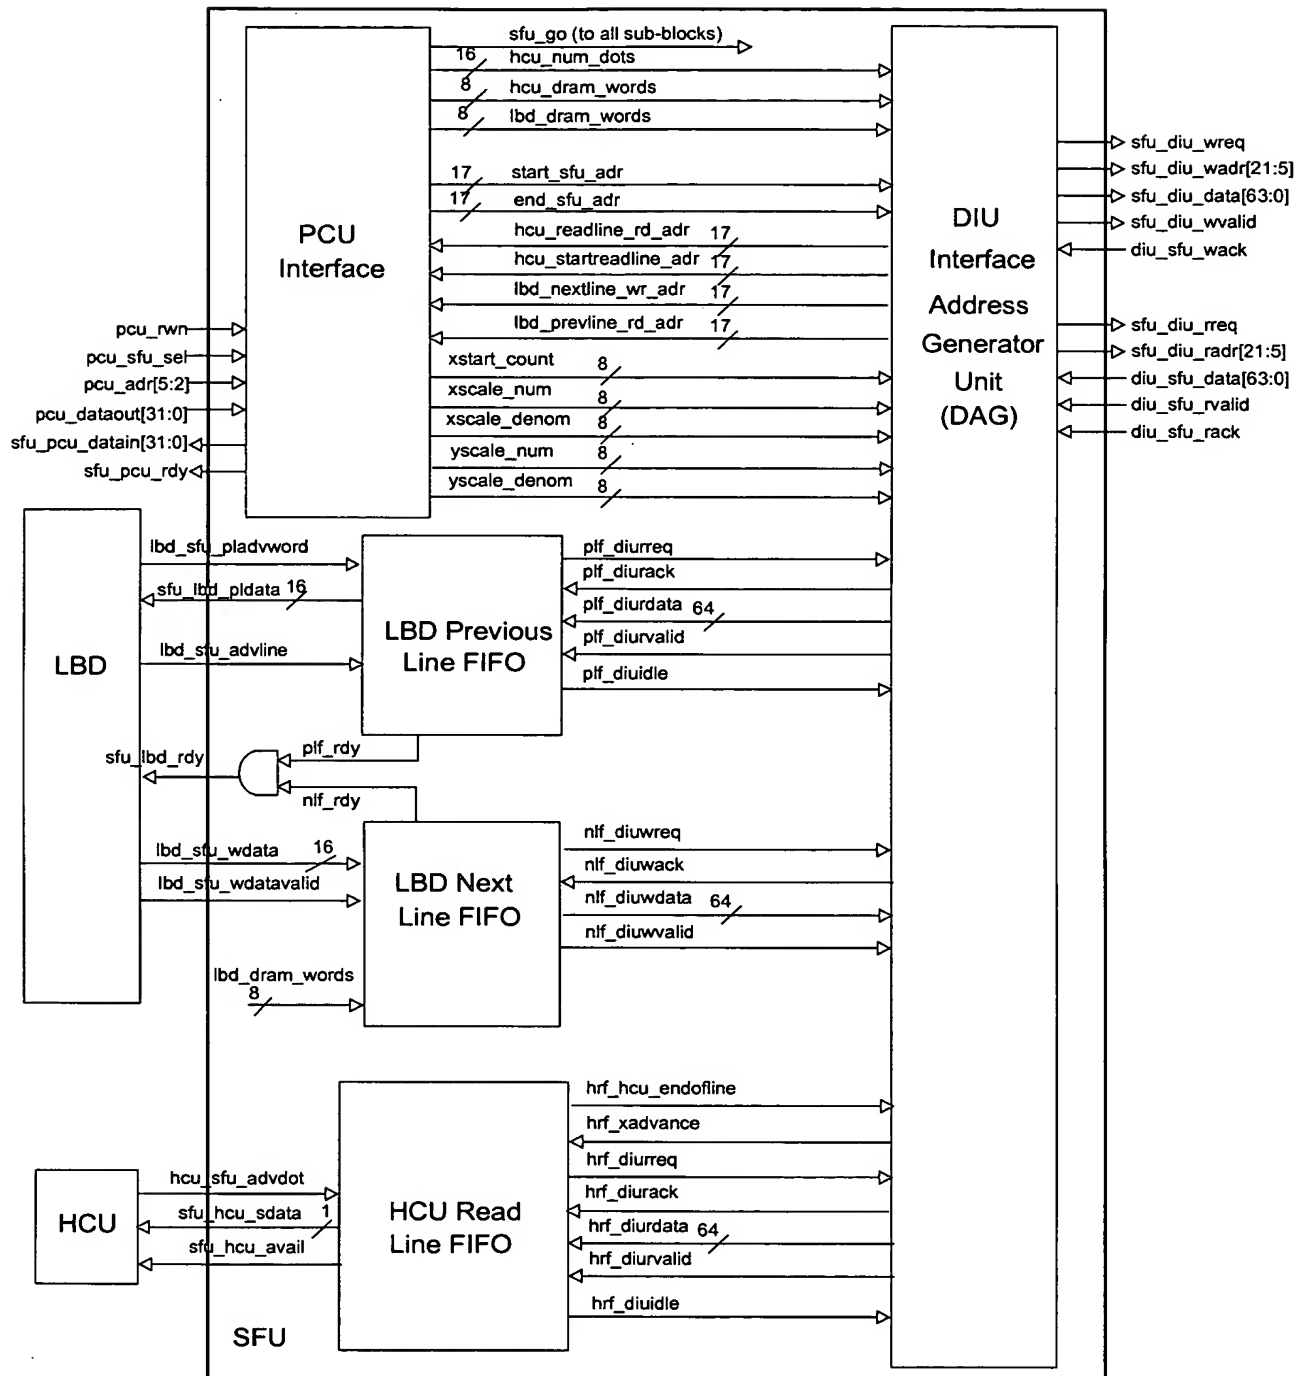 sfu_go (to all sub-blocks)
16 hcu_num_dots
8 hcu_dram_words
8 lbd_dram_words
17 start_sfu_adr
17 end_sfu_adr
hcu_readline_rd_adr 17
hcu_startreadline_adr 17
lbd_nextline_wr_adr 17
lbd_prevline_rd_adr 17
xstart_count 8
xscale_num 8
xscale_denom 8
yscale_num 8
yscale_denom 8
PCU
Interface
pcu_rwn
pcu_sfu_sel
pcu_adr[5:2]
pcu_dataout[31:0]
sfu_pcu_datain[31:0]
sfu_pcu_rdy
DIU
Interface
Address
Generator
Unit
(DAG)
sfu_diu_wreq
sfu_diu_wadr[21:5]
sfu_diu_data[63:0]
sfu_diu_wvalid
diu_sfu_wack
sfu_diu_rreq
sfu_diu_radr[21:5]
diu_sfu_data[63:0]
diu_sfu_rvalid
diu_sfu_rack
LBD
lbd_sfu_pladvword
sfu_lbd_pldata 16
lbd_sfu_advline
LBD Previous
Line FIFO
plf_diurreq
plf_diurack
plf_diurdata 64
plf_diurvalid
plf_diuidle
sfu_lbd_rdy
plf_rdy
nlf_rdy
lbd_sfu_wdata 16
lbd_sfu_wdatavalid
lbd_dram_words
8
LBD Next
Line FIFO
nlf_diuwreq
nlf_diuwack
nlf_diuwdata 64
nlf_diuwvalid
HCU
hcu_sfu_advdot
sfu_hcu_sdata 1
sfu_hcu_avail
HCU Read
Line FIFO
hrf_hcu_endofline
hrf_xadvance
hrf_diurreq
hrf_diurack
hrf_diurdata 64
hrf_diurvalid
hrf_diuidle
SFU